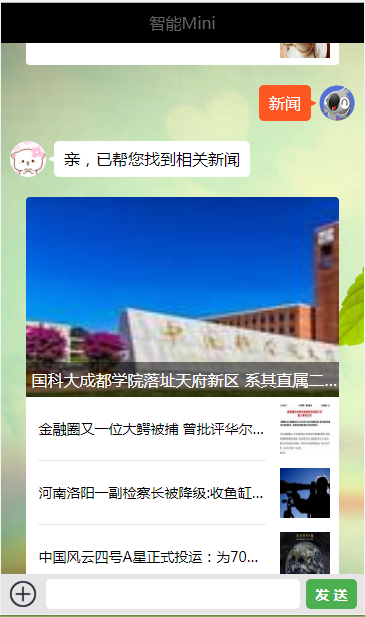 智能Mini
新闻
亲，已帮您找到相关新闻
国科大成都学院落址天府新区 系其直属二...
金融圈又一位大鳄被捕 曾批评华尔...
河南洛阳一副检察长被降级:收鱼缸...
中国风云四号A星正式投运：为70...
发 送